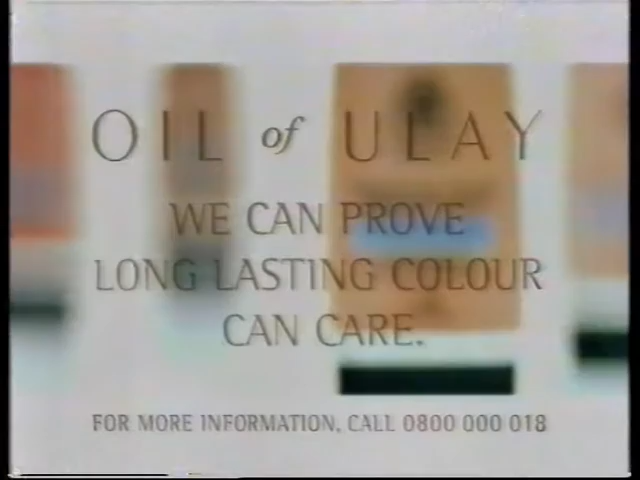 OIL of ULAY
WE CAN PROVE
LONG LASTING COLOUR
CAN CARE.
FOR MORE INFORMATION, CALL 0800 000 018